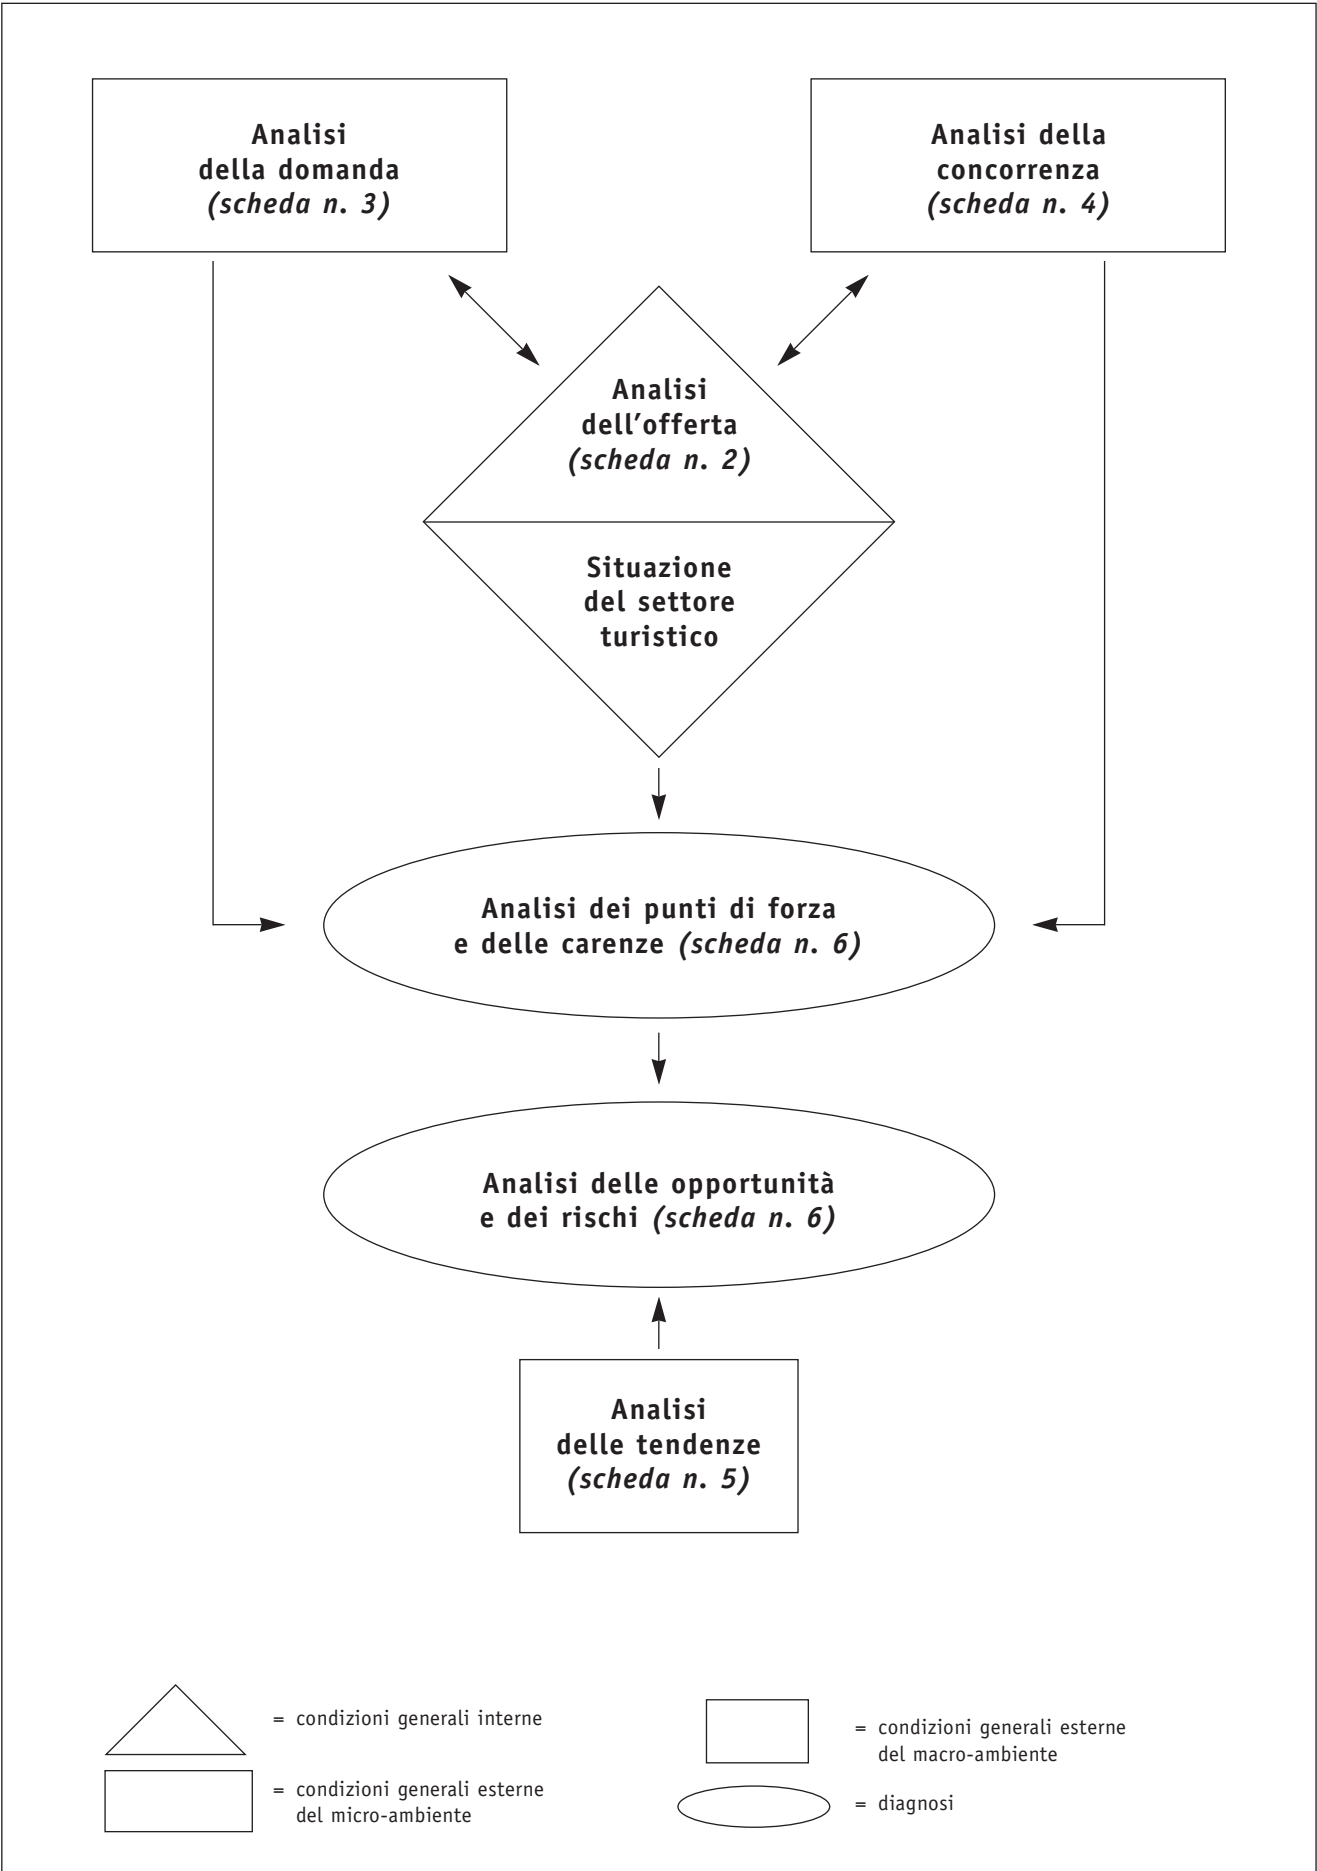 Analisi
della domanda
(scheda n. 3)
Analisi della
concorrenza
(scheda n. 4)
Analisi
dell'offerta
(scheda n. 2)
Situazione
del settore
turistico
Analisi dei punti di forza
e delle carenze (scheda n. 6)
Analisi delle opportunità
e dei rischi (scheda n. 6)
Analisi
delle tendenze
(scheda n. 5)
= condizioni generali interne
= condizioni generali esterne
del micro-ambiente
= condizioni generali esterne
del macro-ambiente
= diagnosi